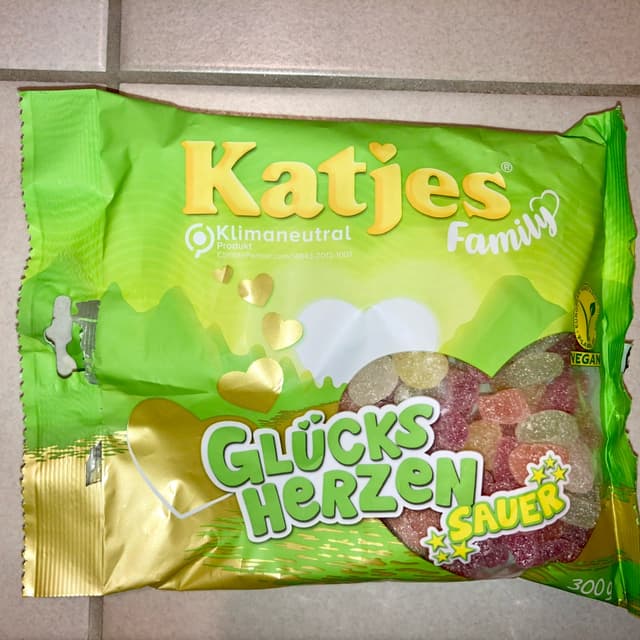 Katjes®
Family
Klimaneutral
Produkt
GLÜCKS
HERZEN
SAUER
VEGAN
300g